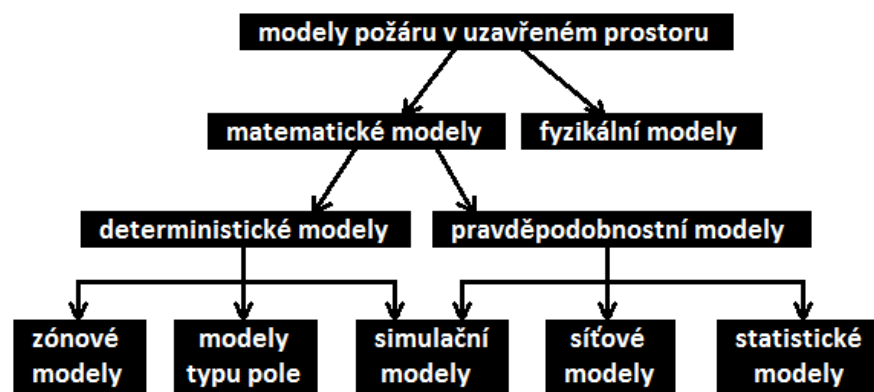 modely požáru v uzavřeném prostoru
matematické modely
fyzikální modely
deterministické modely
pravděpodobnostní modely
zónové
modely
modely
typu pole
simulační
modely
síťové
modely
statistické
modely